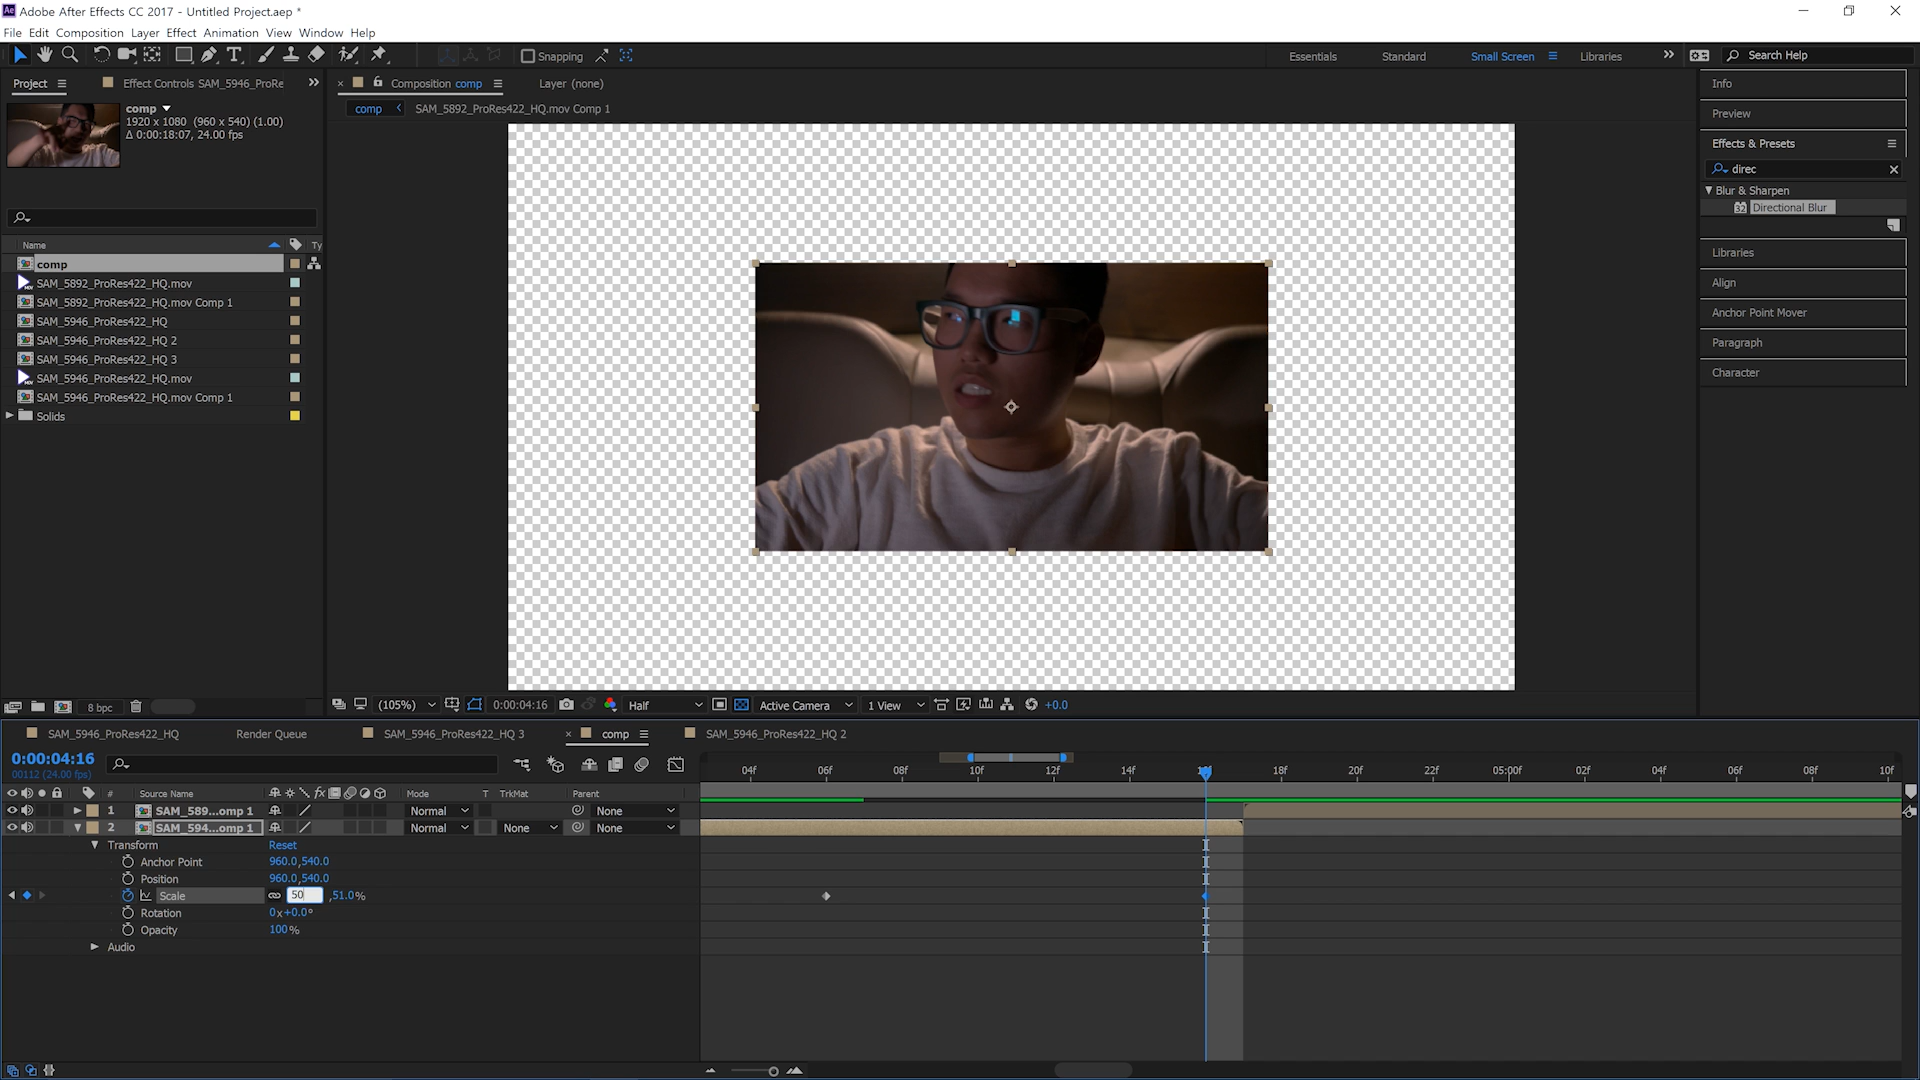 Adobe After Effects CC 2017 - Untitled Project.aep *
File Edit Composition Layer Effect Animation View Window Help
Snapping
Essentials Standard Small Screen Libraries Search Help
Project Effect Controls SAM_5946_ProRe
Composition comp Layer (none)
comp SAM_5892_ProRes422_HQ.mov Comp 1
comp
1920 x 1080 (960 x 540) (1.00)
Δ 0:00:18:07, 24.00 fps
Name Ty
comp
SAM_5892_ProRes422_HQ.mov
SAM_5892_ProRes422_HQ.mov Comp 1
SAM_5946_ProRes422_HQ
SAM_5946_ProRes422_HQ 2
SAM_5946_ProRes422_HQ 3
SAM_5946_ProRes422_HQ.mov
SAM_5946_ProRes422_HQ.mov Comp 1
Solids
8 bpc
Info
Preview
Effects & Presets
direc
Blur & Sharpen
32 Directional Blur
Libraries
Align
Anchor Point Mover
Paragraph
Character
(105%) 0:00:04:16 Half Active Camera 1 View +0.0
SAM_5946_ProRes422_HQ Render Queue SAM_5946_ProRes422_HQ 3 comp SAM_5946_ProRes422_HQ 2
0:00:04:16
00112 (24.00 fps)
04f 06f 08f 10f 12f 14f 18f 20f 22f 05:00f 02f 04f 06f 08f 10f
# Source Name fx Mode T TrkMat Parent
1 SAM_589...omp 1 Normal None
2 SAM_594...omp 1 Normal None None
Transform Reset
Anchor Point 960.0,540.0
Position 960.0,540.0
Scale 50 ,51.0%
Rotation 0x+0.0°
Opacity 100%
Audio